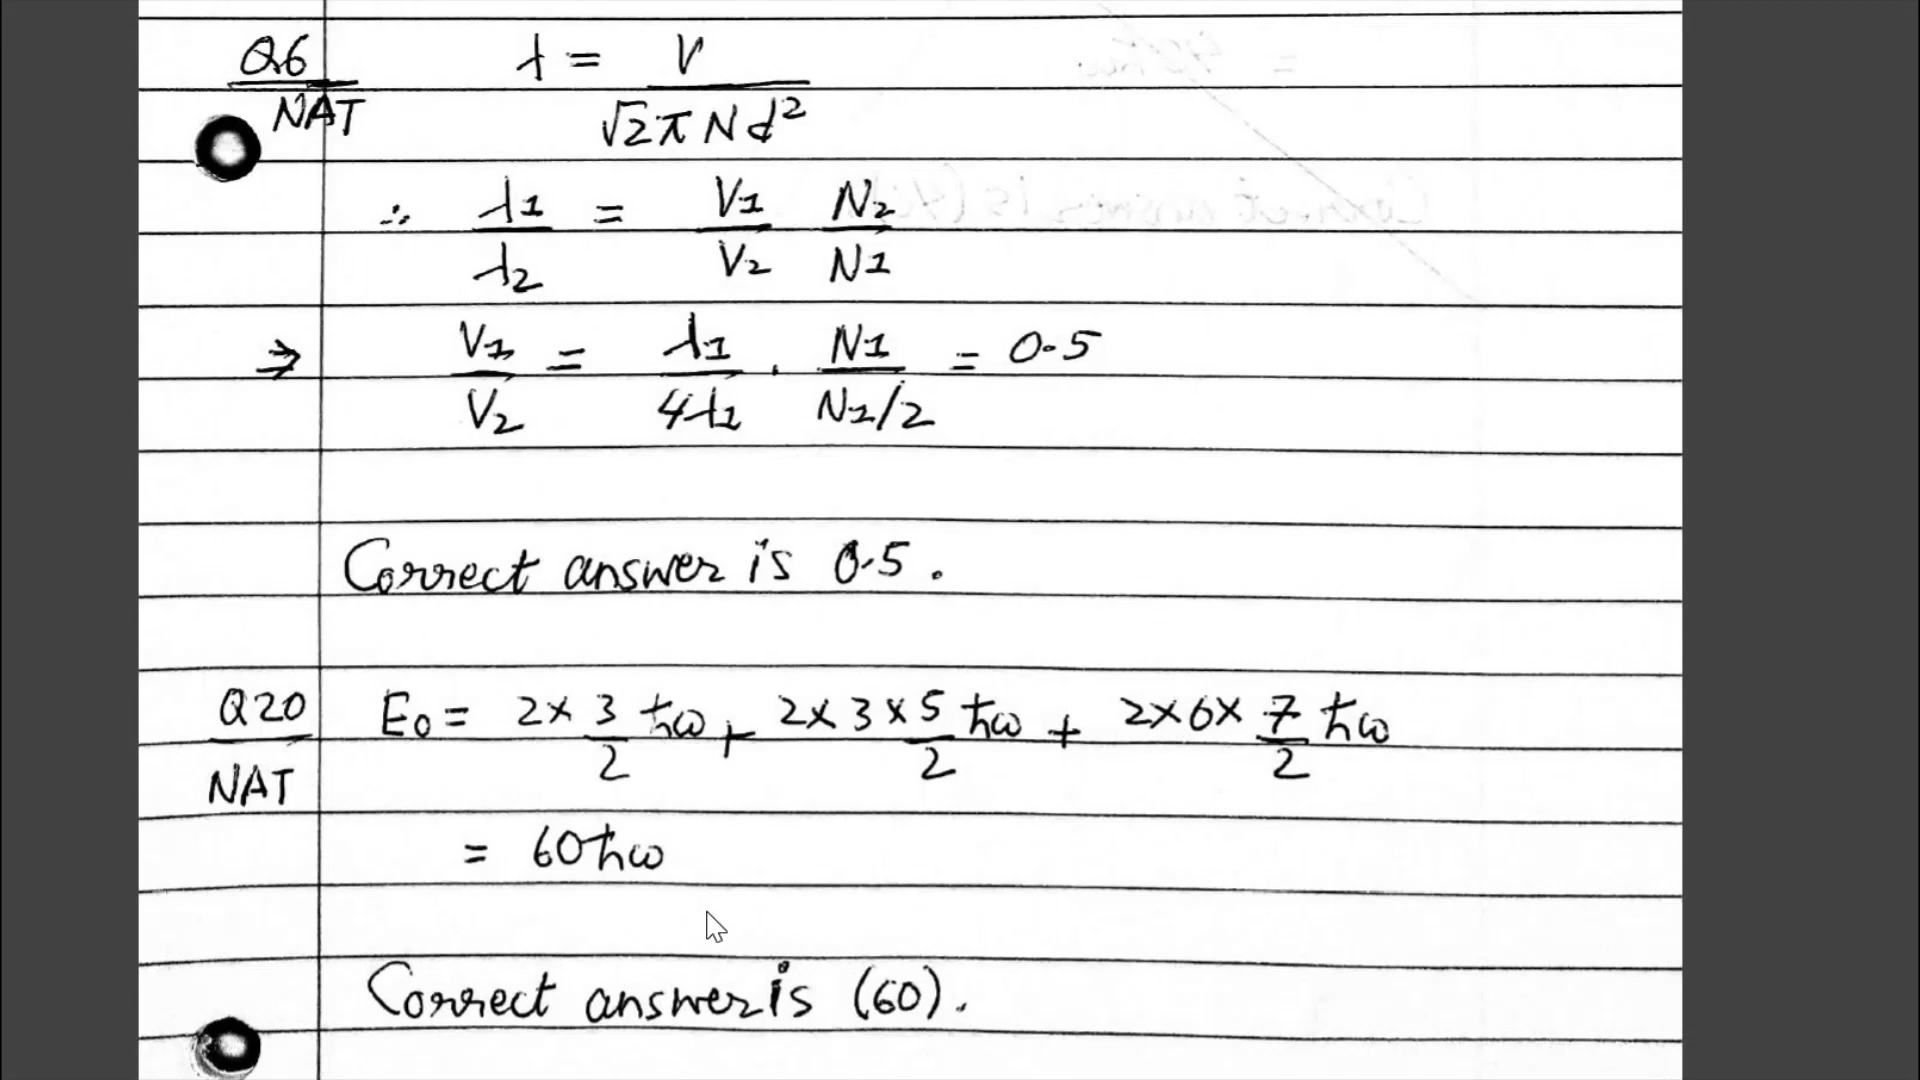 Q6
NAT
λ = V / √2πNd²
∴ λ1/λ2 = V1/V2 N2/N1
⇒ V1/V2 = λ1/4λ1 . N1/N1/2 = 0.5
Correct answer is 0.5.
Q20
NAT
E0 = 2×3/2 ħω + 2×3×5/2 ħω + 2×6×7/2 ħω
= 60ħω
Correct answer is (60).